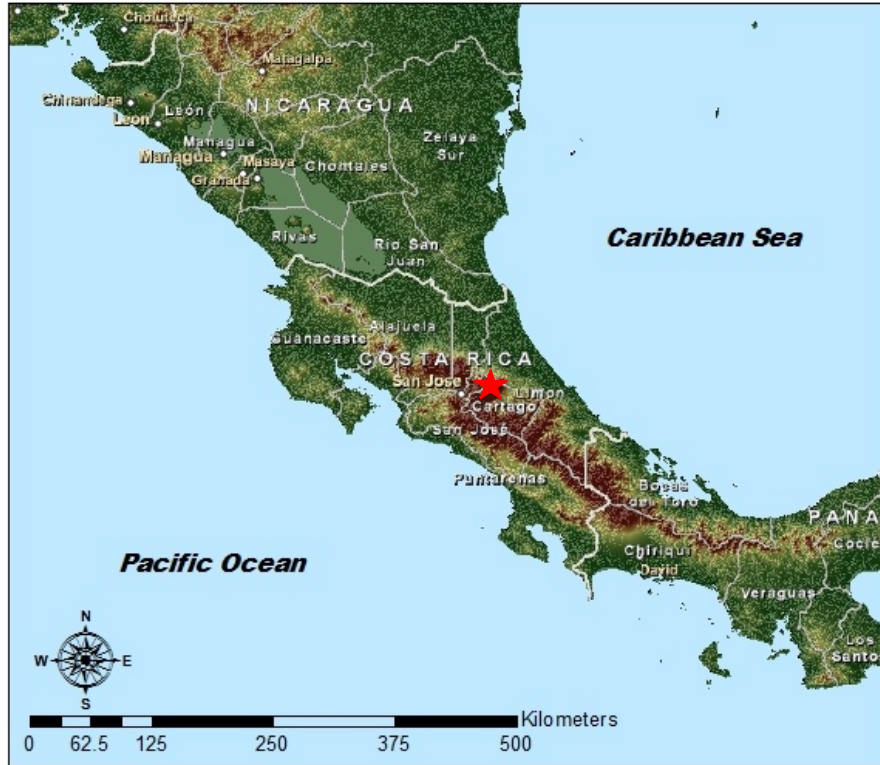 Choluteca
Matagalpa
Chinandega
León
NICARAGUA
Leon
Zelaya
Sur
Managua
Managua
Masaya
Chontales
Granada
Rivas
Rio San
Juan
Caribbean Sea
Alajuela
Guanacaste
COSTA RICA
San Jose
Limon
Cartago
San José
Puntarenas
Bocas
del Toro
PANA
Cocle
Pacific Ocean
Chiriqui
David
Veraguas
Los
Santo
N
W
E
S
Kilometers
0 62.5 125 250 375 500